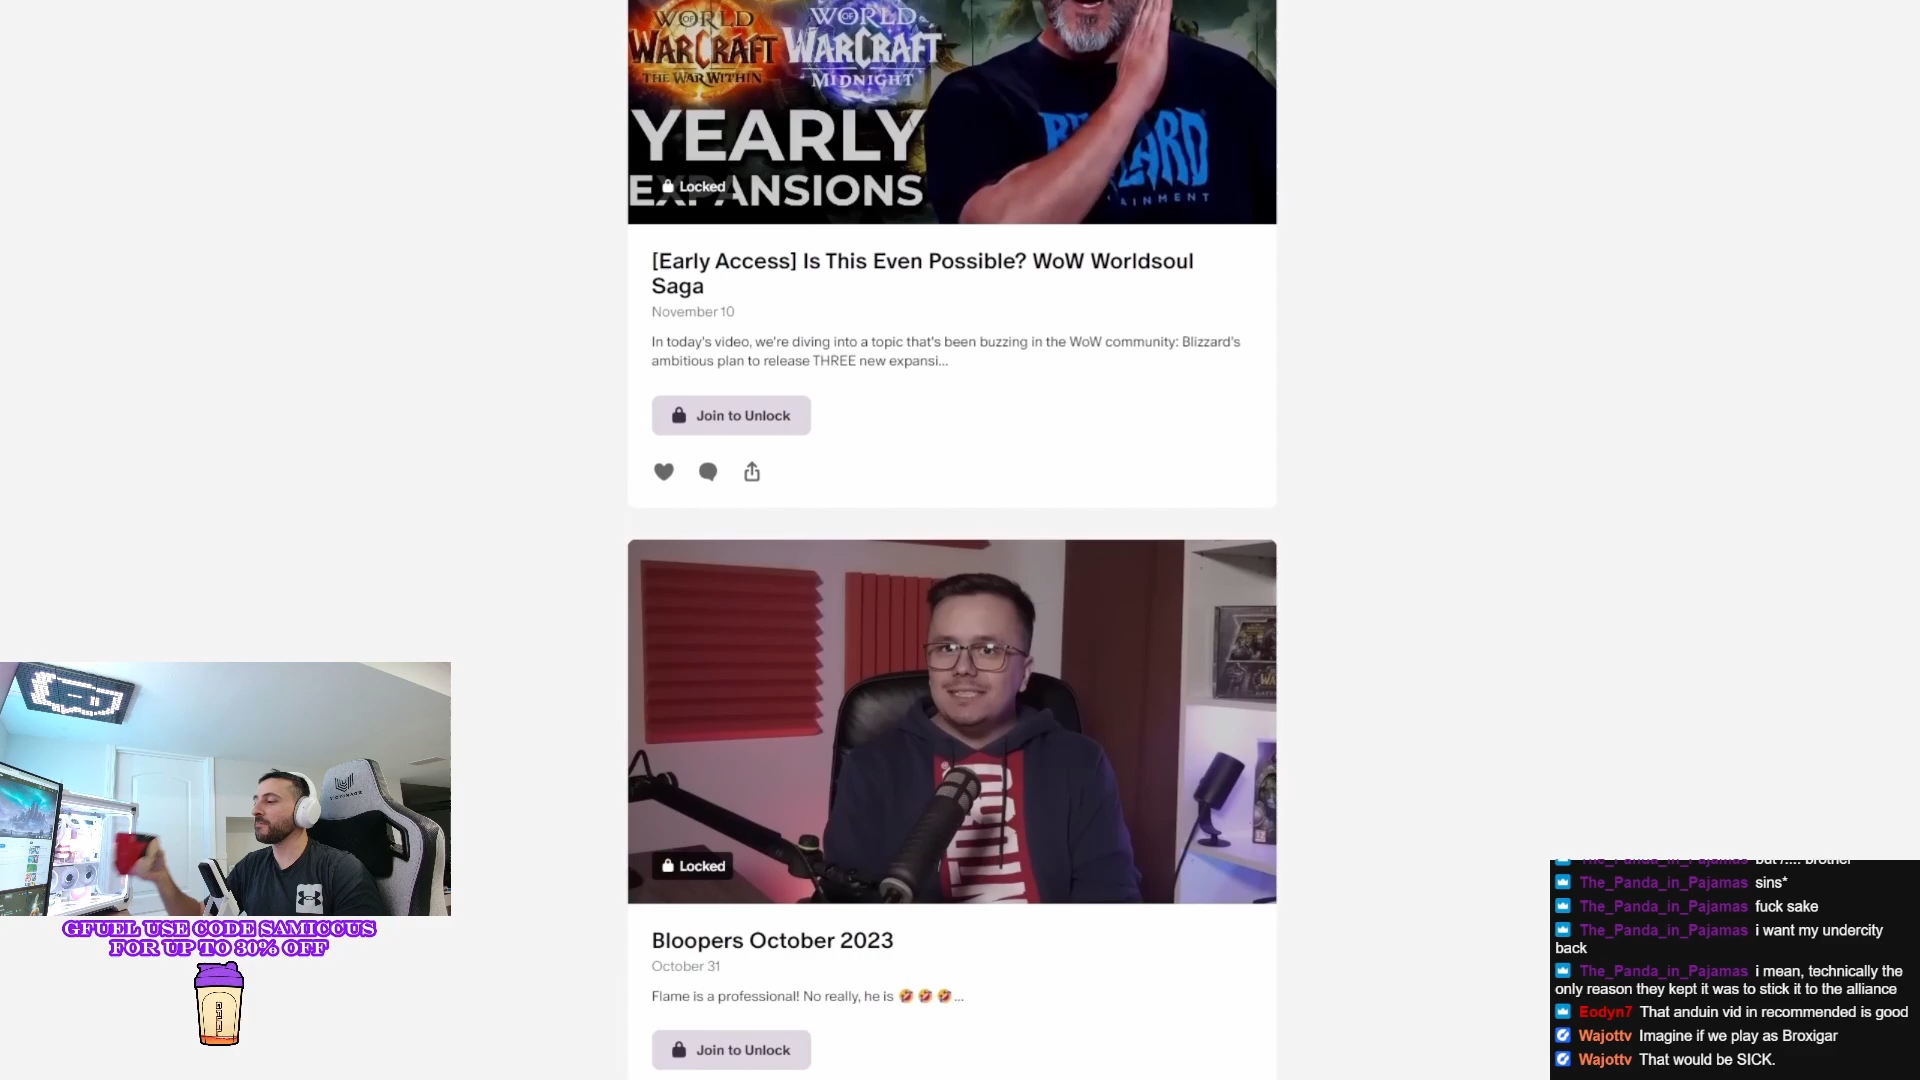 WORLD OF WARCRAFT
THE WAR WITHIN
WORLD OF WARCRAFT
MIDNIGHT
YEARLY
EXPANSIONS
Locked
[Early Access] Is This Even Possible? WoW Worldsoul
Saga
November 10
In today's video, we're diving into a topic that's been buzzing in the WoW community: Blizzard's
ambitious plan to release THREE new expansi...
Join to Unlock
Locked
Bloopers October 2023
October 31
Flame is a professional! No really, he is 🤣 🤣 🤣...
Join to Unlock
GFUEL USE CODE SAMICCUS
FOR UP TO 30% OFF
The_Panda_in_Pajamas but /.... brother
The_Panda_in_Pajamas sins*
The_Panda_in_Pajamas fuck sake
The_Panda_in_Pajamas i want my undercity
back
The_Panda_in_Pajamas i mean, technically the
only reason they kept it was to stick it to the alliance
Eodyn7 That anduin vid in recommended is good
Wajottv Imagine if we play as Broxigar
Wajottv That would be SICK.